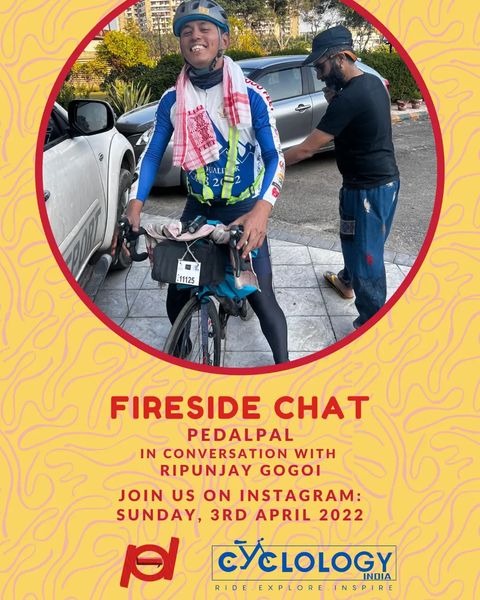 11125
FIRESIDE CHAT
PEDALPAL
IN CONVERSATION WITH
RIPUNJAY GOGOI
JOIN US ON INSTAGRAM:
SUNDAY, 3RD APRIL 2022
CYCLOLOGY
INDIA
RIDE.EXPLORE.INSPIRE